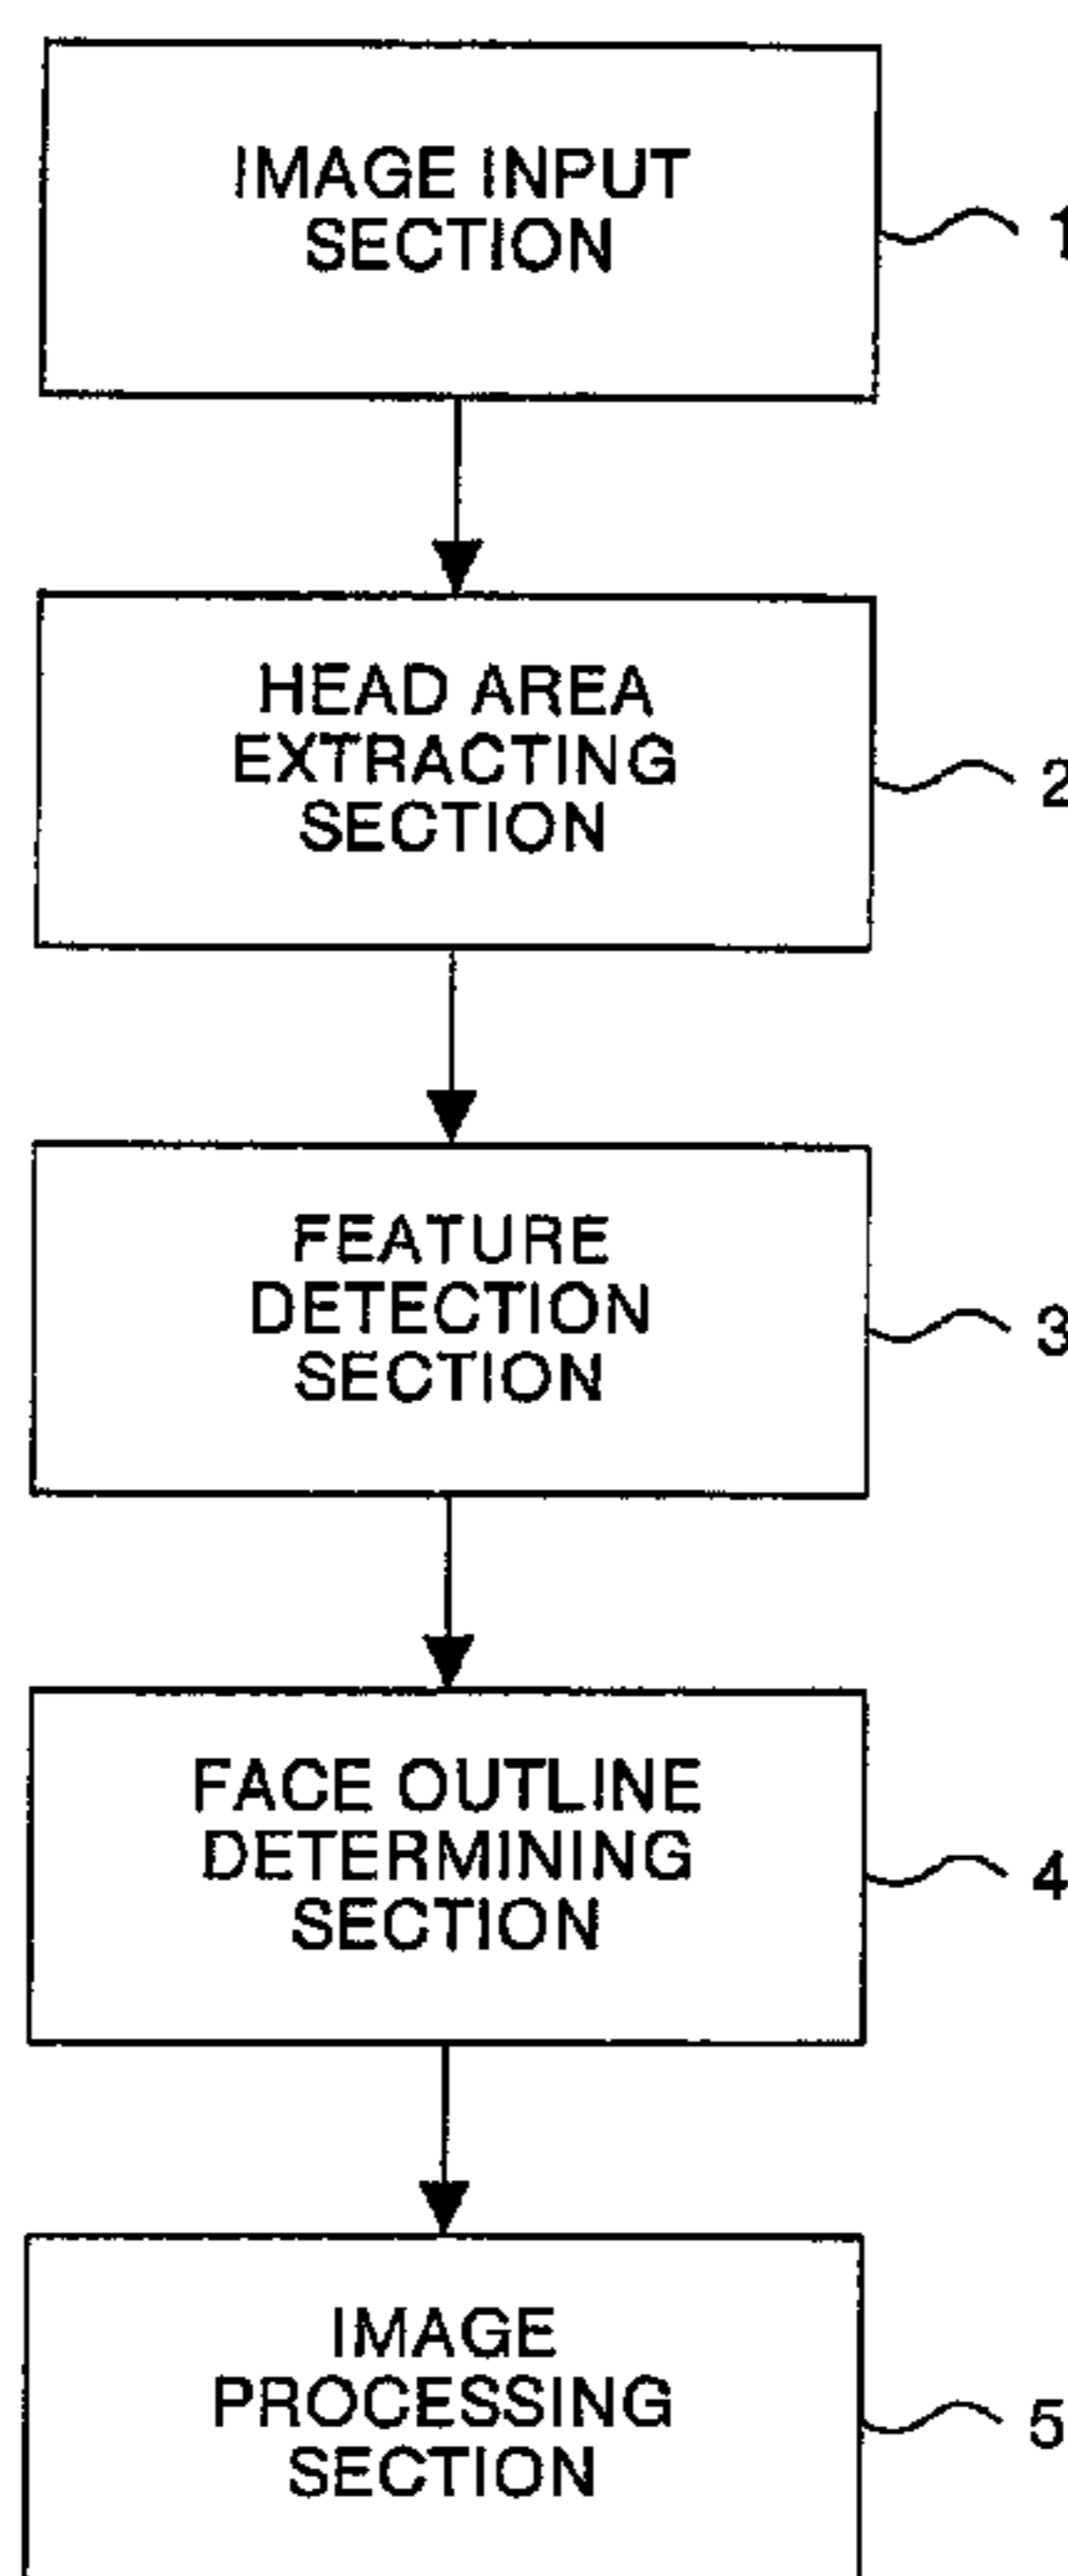 IMAGE INPUT
SECTION
1
HEAD AREA
EXTRACTING
SECTION
2
FEATURE
DETECTION
SECTION
3
FACE OUTLINE
DETERMINING
SECTION
4
IMAGE
PROCESSING
SECTION
5